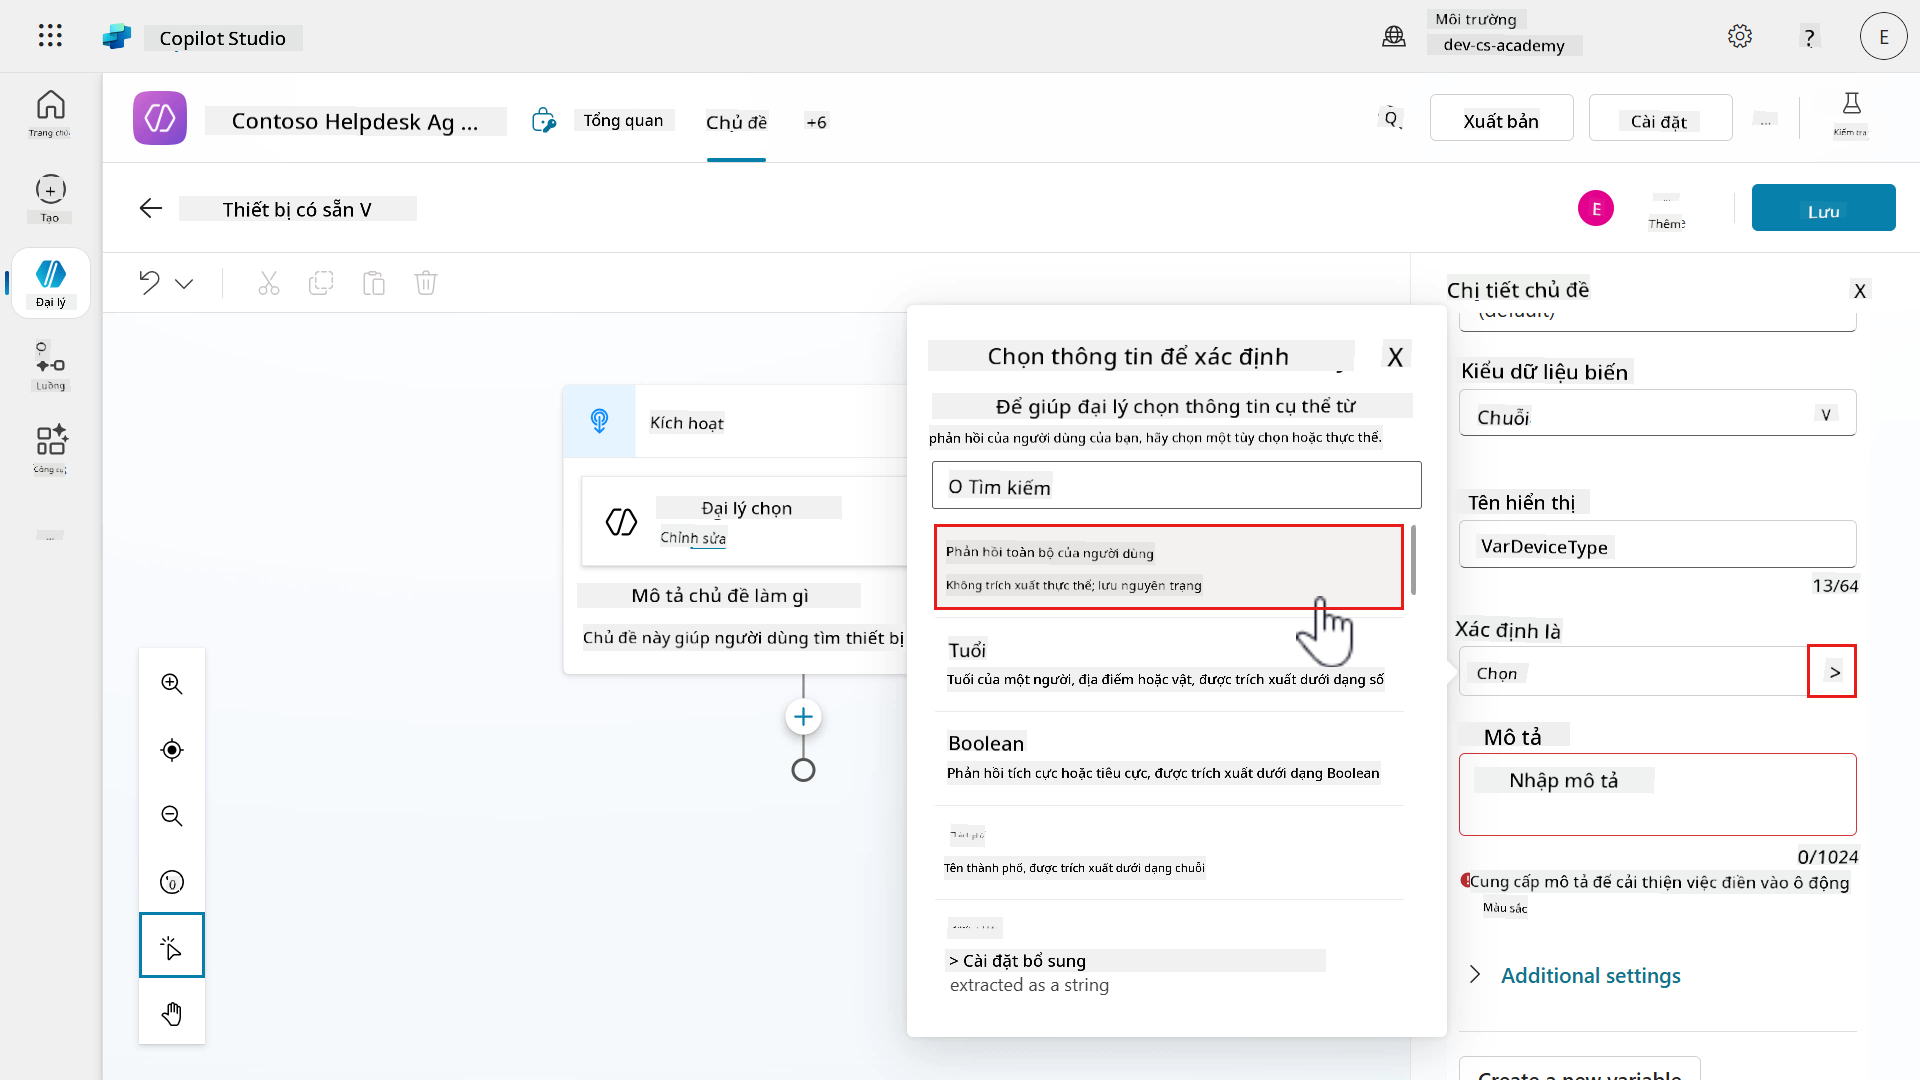 Copilot Studio
Môi trường
dev-cs-academy
?
E
Trang chủ
Contoso Helpdesk Ag ...
Tổng quan
Chủ đề
+6
Xuất bản
Cài đặt
...
Kiểm tra
Tạo
Thiết bị có sẵn V
E
Thêm
Lưu
Đại lý
Luồng
Công cụ
...
Chi tiết chủ đề
X
(default)
Kiểu dữ liệu biến
Chuỗi
V
Tên hiển thị
VarDeviceType
13/64
Xác định là
Chọn
>
Mô tả
Nhập mô tả
0/1024
Cung cấp mô tả để cải thiện việc điền vào ô động
Màu sắc
Additional settings
Create a new variable
Kích hoạt
Đại lý chọn
Chỉnh sửa
Mô tả chủ đề làm gì
Chủ đề này giúp người dùng tìm thiết bị
Chọn thông tin để xác định
X
Để giúp đại lý chọn thông tin cụ thể từ
phản hồi của người dùng của bạn, hãy chọn một tùy chọn hoặc thực thể.
O Tìm kiếm
Phản hồi toàn bộ của người dùng
Không trích xuất thực thể; lưu nguyên trạng
Tuổi
Tuổi của một người, địa điểm hoặc vật, được trích xuất dưới dạng số
Boolean
Phản hồi tích cực hoặc tiêu cực, được trích xuất dưới dạng Boolean
Thành phố
Tên thành phố, được trích xuất dưới dạng chuỗi
> Cài đặt bổ sung
extracted as a string